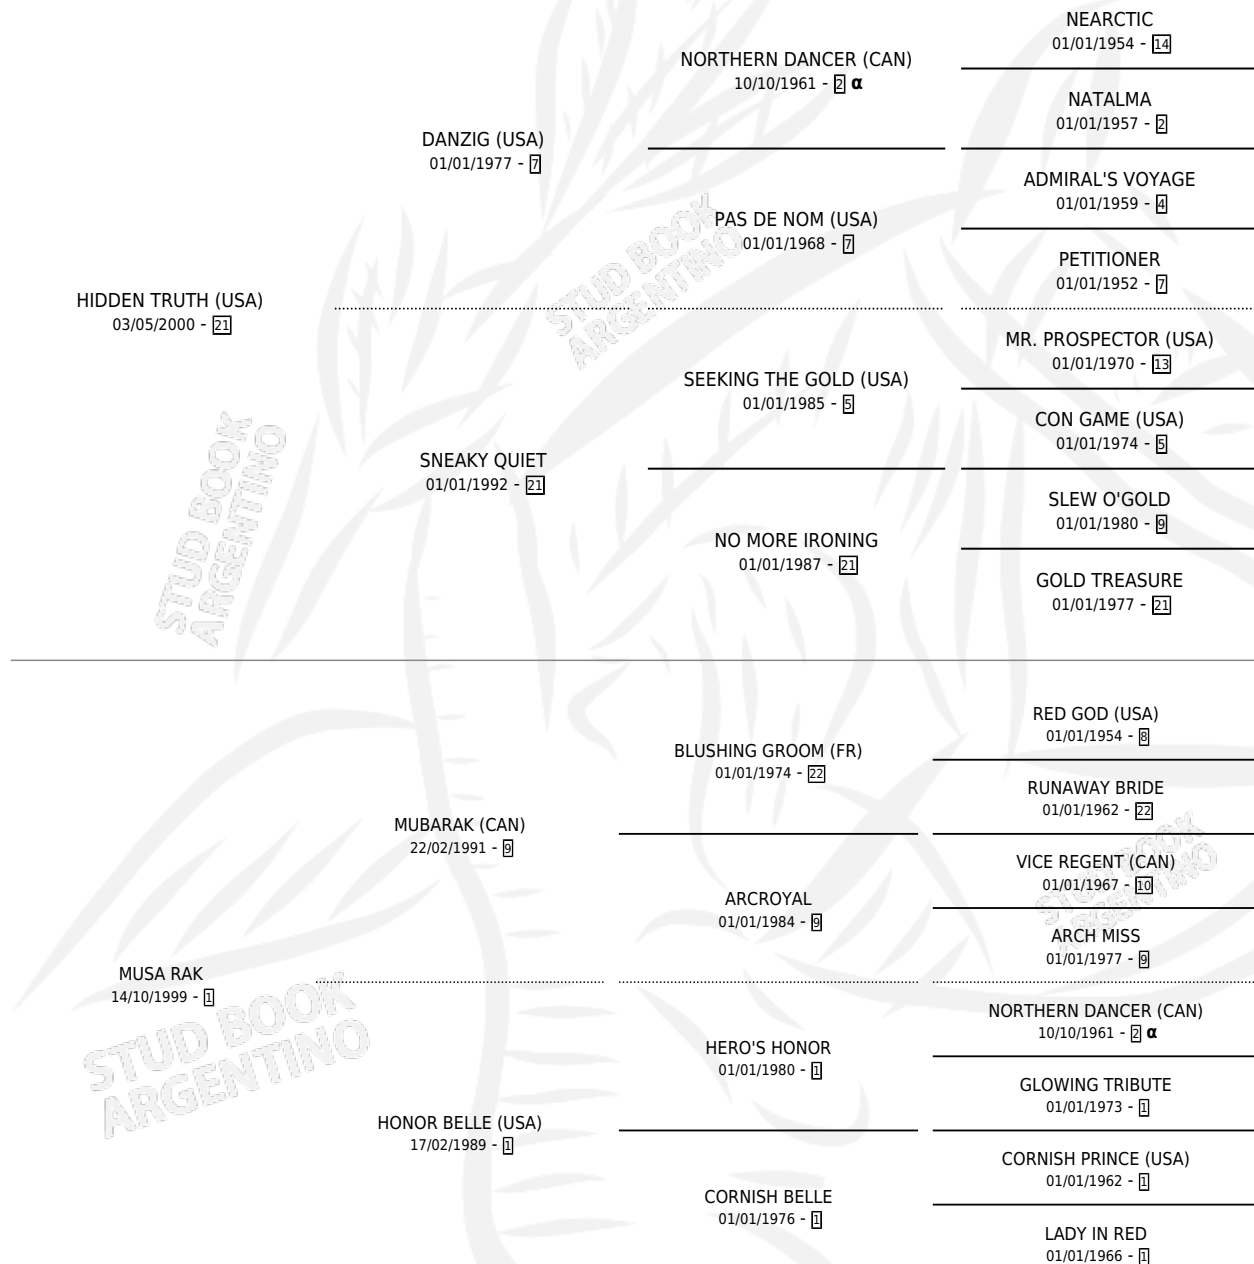 NEARCTIC
01/01/1954 - 14
NORTHERN DANCER (CAN)
10/10/1961 - 2 α
NATALMA
01/01/1957 - 2
DANZIG (USA)
01/01/1977 - 7
ADMIRAL'S VOYAGE
01/01/1959 - 4
PAS DE NOM (USA)
01/01/1968 - 7
PETITIONER
01/01/1952 - 7
HIDDEN TRUTH (USA)
03/05/2000 - 21
MR. PROSPECTOR (USA)
01/01/1970 - 13
SEEKING THE GOLD (USA)
01/01/1985 - 5
CON GAME (USA)
01/01/1974 - 5
SNEAKY QUIET
01/01/1992 - 21
SLEW O'GOLD
01/01/1980 - 9
NO MORE IRONING
01/01/1987 - 21
GOLD TREASURE
01/01/1977 - 21
RED GOD (USA)
01/01/1954 - 8
BLUSHING GROOM (FR)
01/01/1974 - 22
RUNAWAY BRIDE
01/01/1962 - 22
MUBARAK (CAN)
22/02/1991 - 9
VICE REGENT (CAN)
01/01/1967 - 10
ARCROYAL
01/01/1984 - 9
ARCH MISS
01/01/1977 - 9
MUSA RAK
14/10/1999 - 1
NORTHERN DANCER (CAN)
10/10/1961 - 2 α
HERO'S HONOR
01/01/1980 - 1
GLOWING TRIBUTE
01/01/1973 - 1
HONOR BELLE (USA)
17/02/1989 - 1
CORNISH PRINCE (USA)
01/01/1962 - 1
CORNISH BELLE
01/01/1976 - 1
LADY IN RED
01/01/1966 - 1
STUD BOOK
ARGENTINO
STUD BOOK
ARGENTINO
STUD BOOK
ARGENTINO
STUD BOOK
ARGENTINO